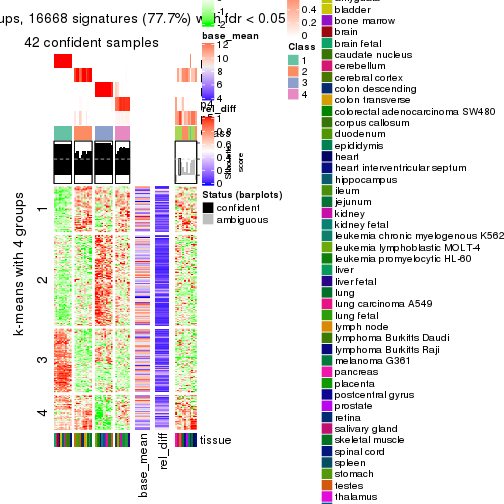 ups, 16668 signatures (77.7%) with fdr < 0.05
42 confident samples
k-means with 4 groups
1
2
3
4
base_mean
rel_diff
tissue
1
0
base_mean
12
10
8
6
4
rel_diff
1
0.8
0.6
0.4
0.2
0
Silhouette
score
Status (barplots)
confident
ambiguous
0.4
0.2
0
Class
1
2
3
4
amygdala
bladder
bone marrow
brain
brain fetal
caudate nucleus
cerebellum
cerebral cortex
colon descending
colon transverse
colorectal adenocarcinoma SW480
corpus callosum
duodenum
epididymis
heart
heart interventricular septum
hippocampus
ileum
jejunum
kidney
kidney fetal
leukemia chronic myelogenous K562
leukemia lymphoblastic MOLT-4
leukemia promyelocytic HL-60
liver
liver fetal
lung
lung carcinoma A549
lung fetal
lymph node
lymphoma Burkitts Daudi
lymphoma Burkitts Raji
melanoma G361
pancreas
placenta
postcentral gyrus
prostate
retina
salivary gland
skeletal muscle
spinal cord
spleen
stomach
testes
thalamus